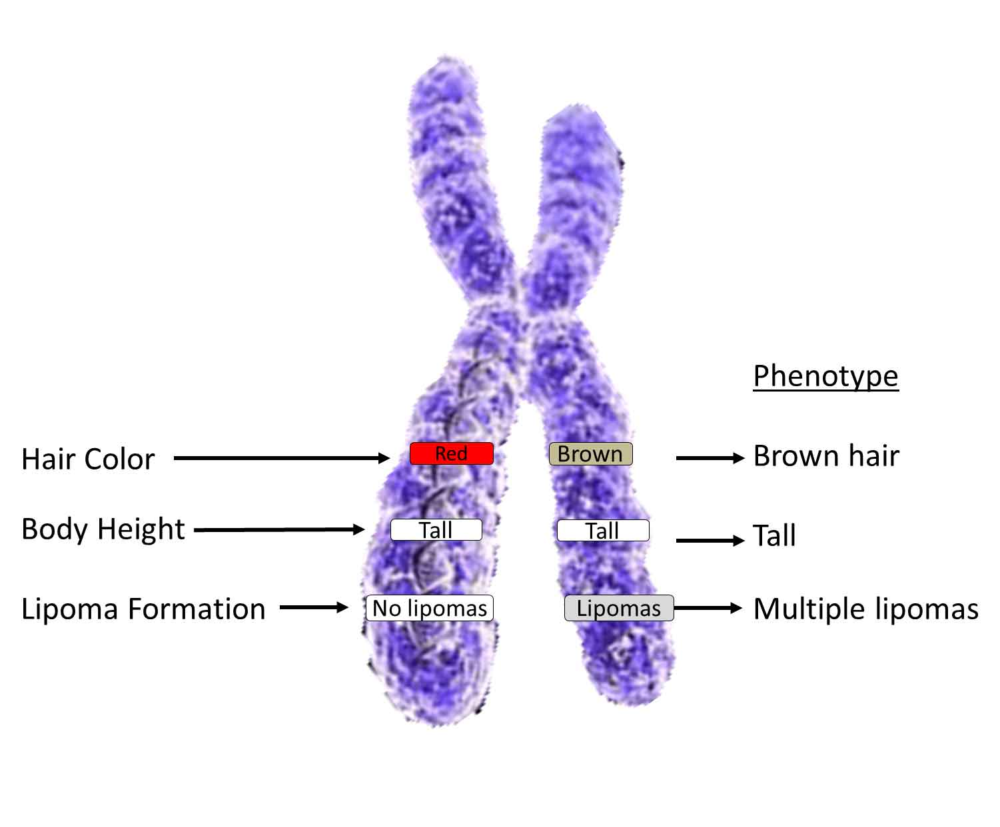 Phenotype
Hair Color Red Brown Brown hair
Body Height Tall Tall Tall
Lipoma Formation No lipomas Lipomas Multiple lipomas